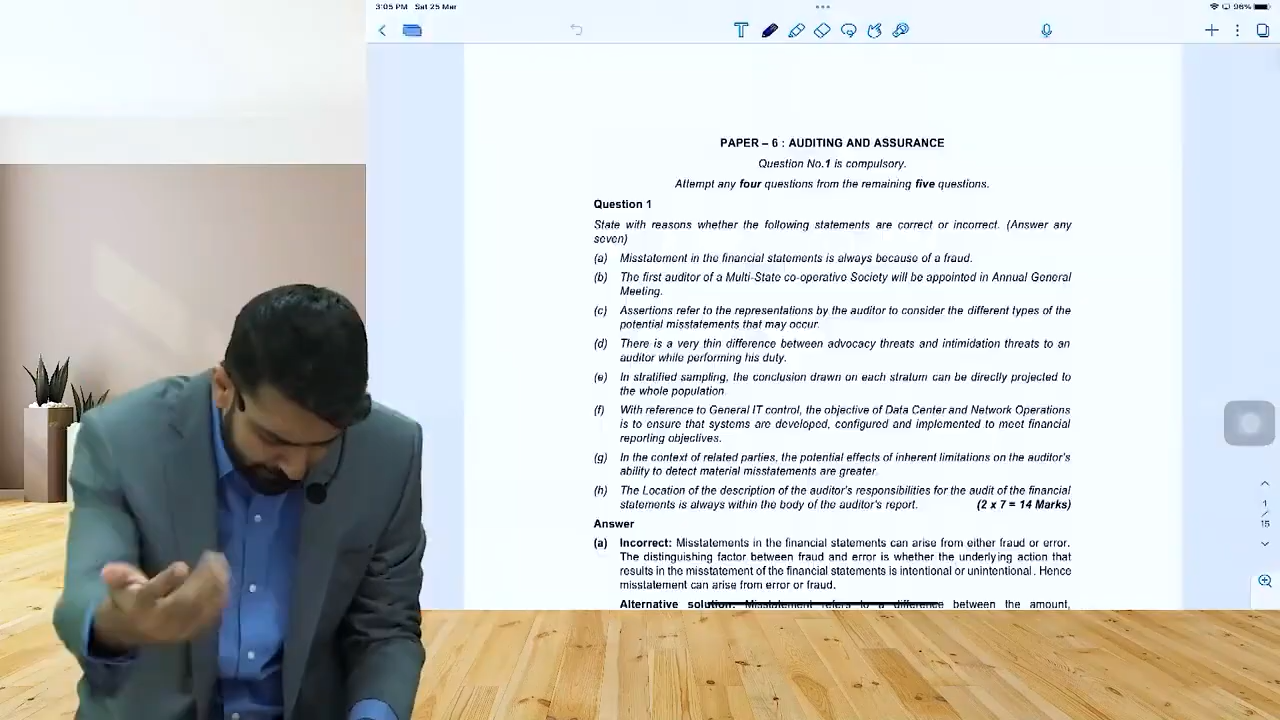 3:05 PM Sat 25 Mar
96%
T
PAPER – 6 : AUDITING AND ASSURANCE
Question No.1 is compulsory.
Attempt any four questions from the remaining five questions.
Question 1
State with reasons whether the following statements are correct or incorrect. (Answer any
seven)
(a) Misstatement in the financial statements is always because of a fraud.
(b) The first auditor of a Multi-State co-operative Society will be appointed in Annual General
Meeting.
(c) Assertions refer to the representations by the auditor to consider the different types of the
potential misstatements that may occur.
(d) There is a very thin difference between advocacy threats and intimidation threats to an
auditor while performing his duty.
(e) In stratified sampling, the conclusion drawn on each stratum can be directly projected to
the whole population
(f) With reference to General IT control, the objective of Data Center and Network Operations
is to ensure that systems are developed, configured and implemented to meet financial
reporting objectives.
(g) In the context of related parties, the potential effects of inherent limitations on the auditor's
ability to detect material misstatements are greater.
(h) The Location of the description of the auditor's responsibilities for the audit of the financial
statements is always within the body of the auditor's report. (2 x 7 = 14 Marks)
Answer
(a) Incorrect: Misstatements in the financial statements can arise from either fraud or error.
The distinguishing factor between fraud and error is whether the underlying action that
results in the misstatement of the financial statements is intentional or unintentional. Hence
misstatement can arise from error or fraud.
Alternative solution: Misstatement refers to a difference between the amount,
1
/
15